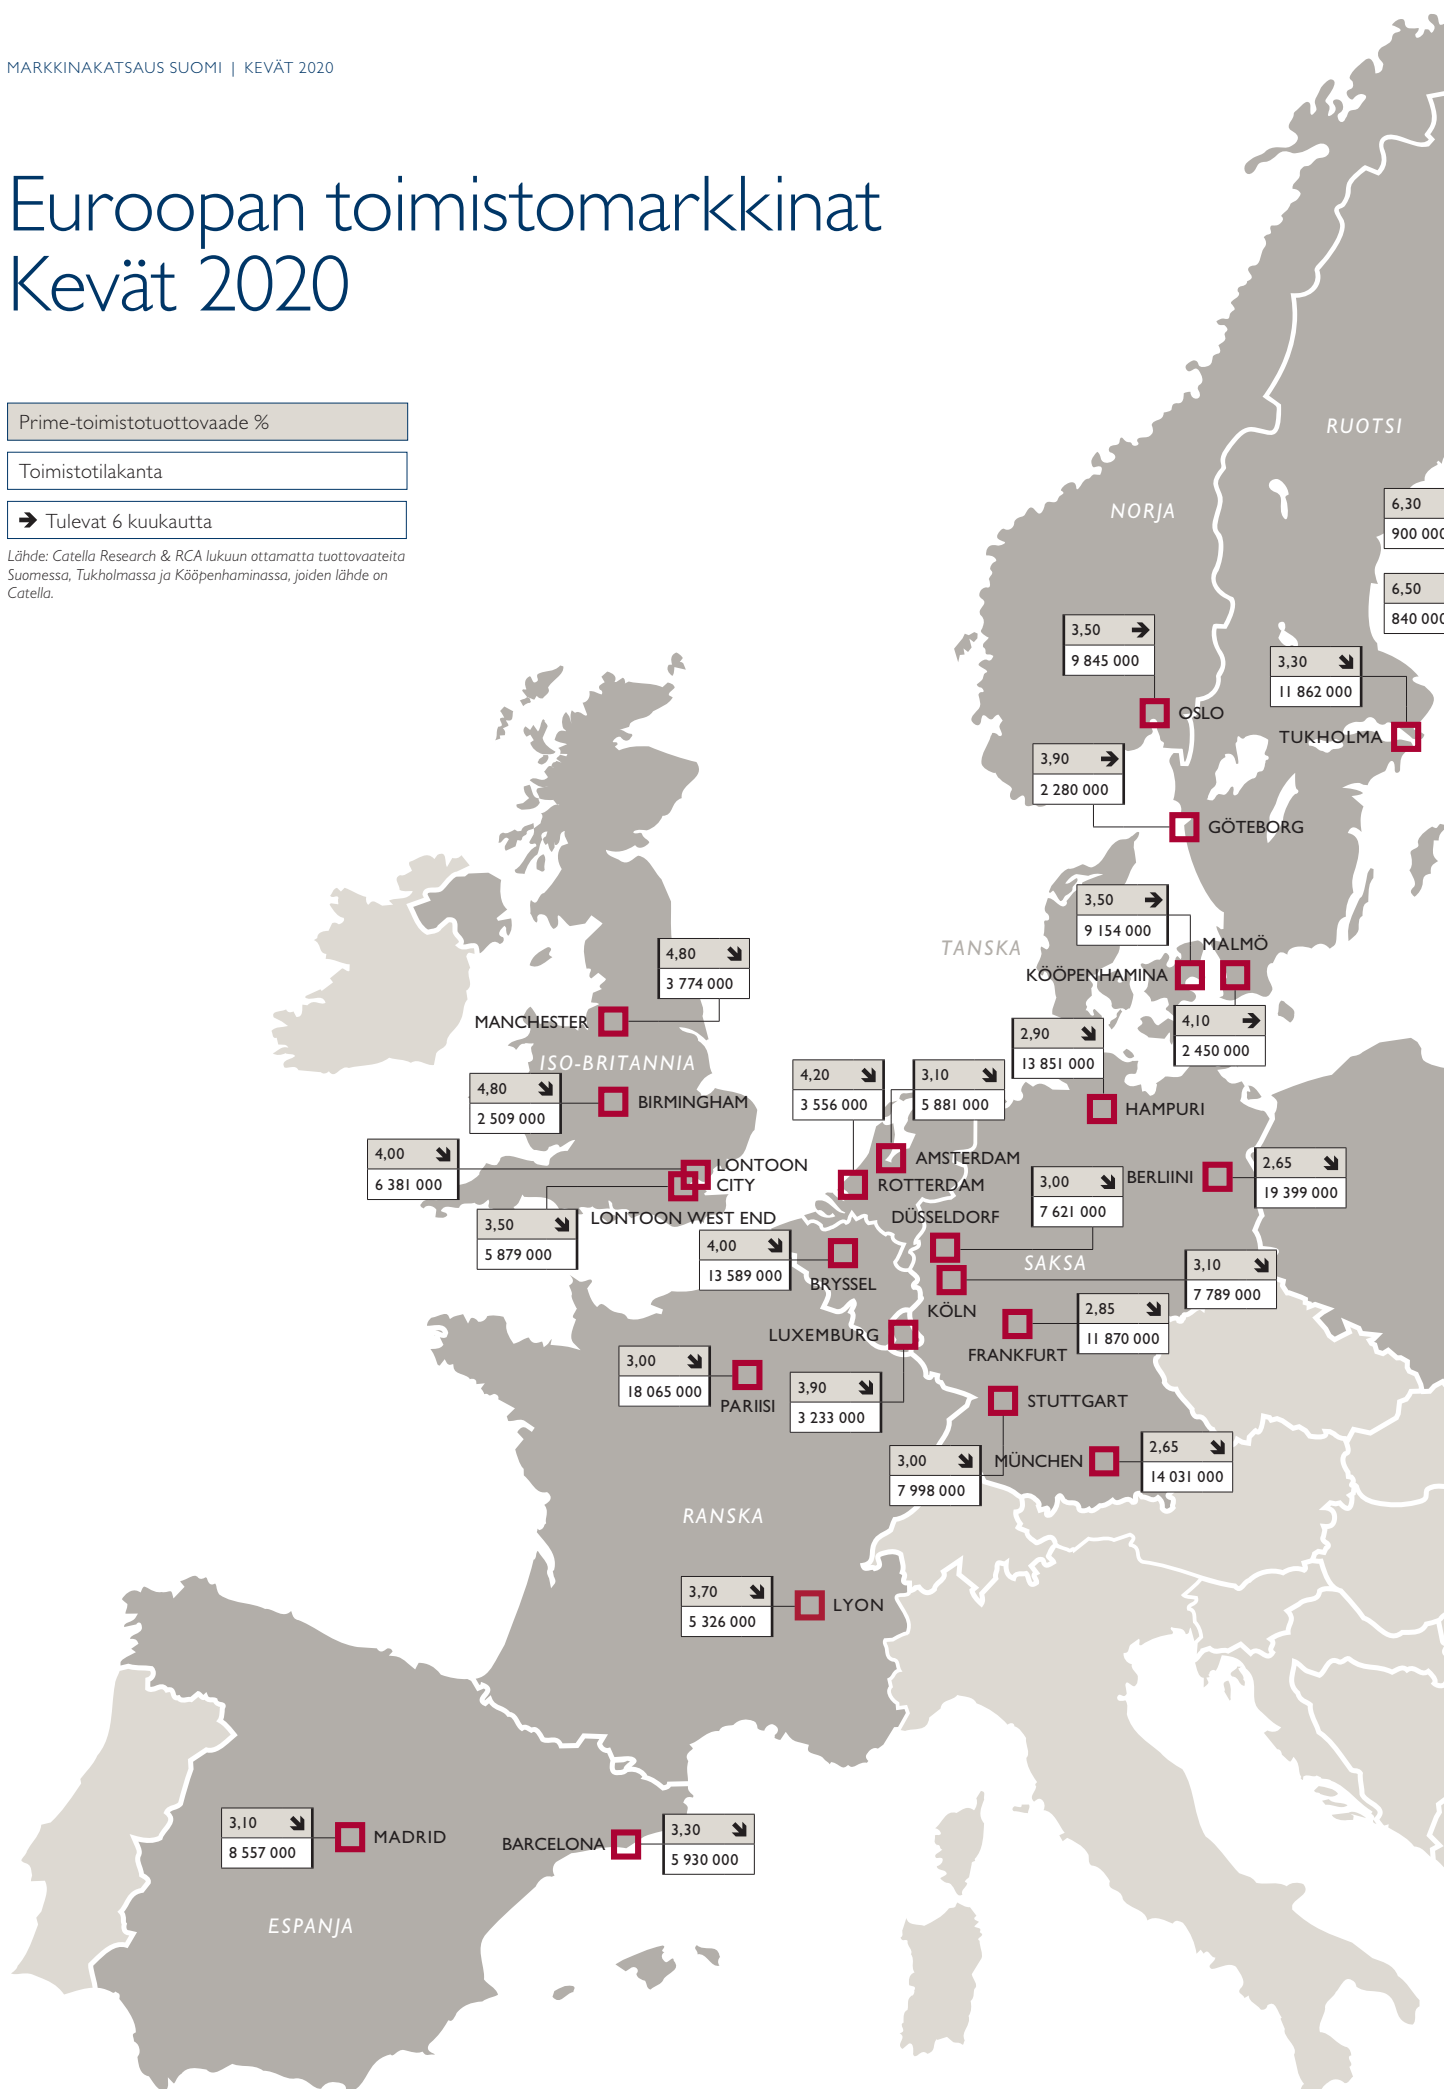 MARKKINAKATSAUS SUOMI | KEVÄT 2020
Euroopan toimistomarkkinat
Kevät 2020
Prime-toimistotuottovaade %
Toimistotilakanta
➔ Tulevat 6 kuukautta
Lähde: Catella Research & RCA lukuun ottamatta tuottovaateita
Suomessa, Tukholmassa ja Kööpenhaminassa, joiden lähde on
Catella.
RUOTSI
NORJA
6,30
900 000
6,50
840 000
3,50
9 845 000
OSLO
3,30
11 862 000
TUKHOLMA
3,90
2 280 000
GÖTEBORG
TANSKA
3,50
9 154 000
KÖÖPENHAMINA
MALMÖ
4,10
2 450 000
4,80
3 774 000
MANCHESTER
ISO-BRITANNIA
4,80
2 509 000
BIRMINGHAM
4,00
6 381 000
LONTOON
CITY
3,50
5 879 000
LONTOON WEST END
4,20
3 556 000
ROTTERDAM
3,10
5 881 000
AMSTERDAM
2,90
13 851 000
HAMPURI
2,65
19 399 000
BERLIINI
3,00
7 621 000
DÜSSELDORF
SAKSA
4,00
13 589 000
BRYSSEL
3,10
7 789 000
KÖLN
2,85
11 870 000
FRANKFURT
LUXEMBURG
3,90
3 233 000
3,00
18 065 000
PARIISI
STUTTGART
3,00
7 998 000
MÜNCHEN
2,65
14 031 000
RANSKA
3,70
5 326 000
LYON
3,10
8 557 000
MADRID
BARCELONA
3,30
5 930 000
ESPANJA